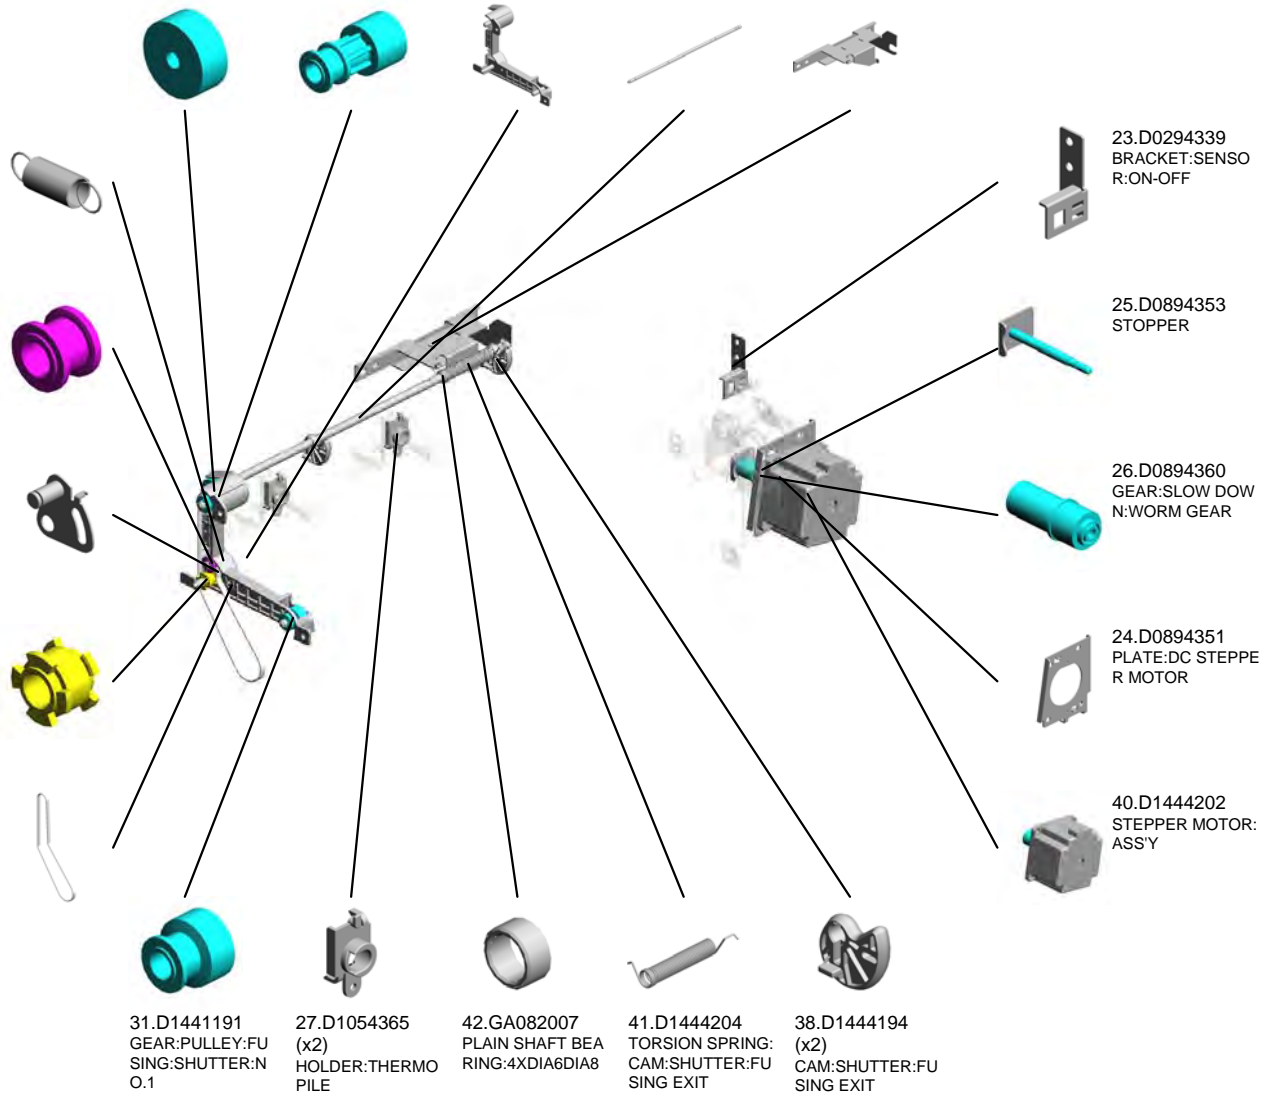 23.D0294339
BRACKET:SENSO
R:ON-OFF
25.D0894353
STOPPER
26.D0894360
GEAR:SLOW DOW
N:WORM GEAR
24.D0894351
PLATE:DC STEPPE
R MOTOR
40.D1444202
STEPPER MOTOR:
ASS'Y
31.D1441191
GEAR:PULLEY:FU
SING:SHUTTER:N
O.1
27.D1054365
(x2)
HOLDER:THERMO
PILE
42.GA082007
PLAIN SHAFT BEA
RING:4XDIA6DIA8
41.D1444204
TORSION SPRING:
CAM:SHUTTER:FU
SING EXIT
38.D1444194
(x2)
CAM:SHUTTER:FU
SING EXIT